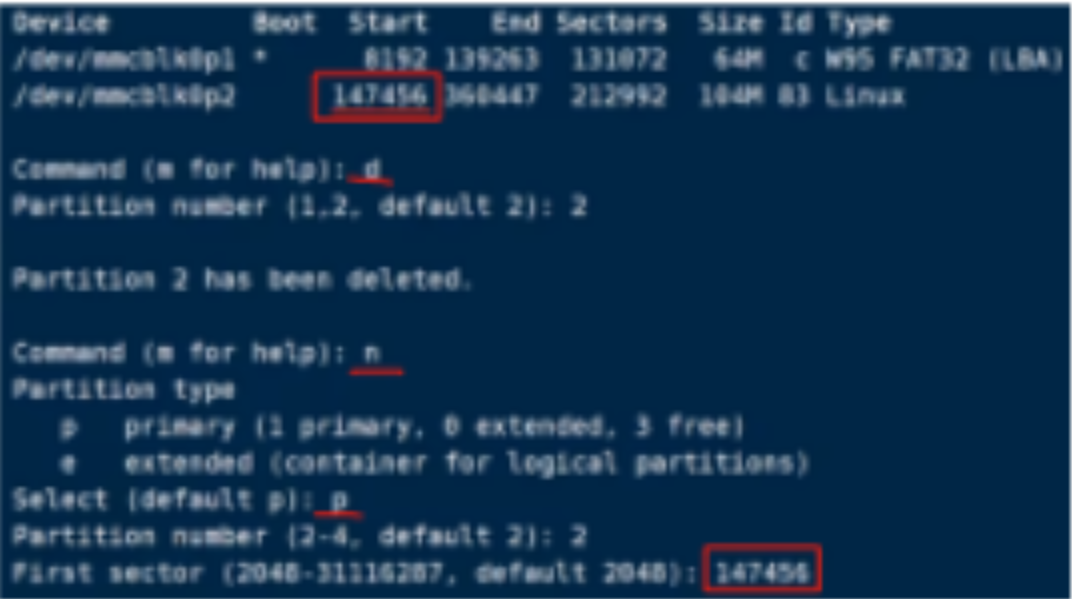 Device Boot Start End Sectors Size Id Type
/dev/mmcblk0p1 * 8192 139263 131072 64M c W95 FAT32 (LBA)
/dev/mmcblk0p2 147456 360447 212992 104M 83 Linux
Command (m for help): d
Partition number (1,2, default 2): 2
Partition 2 has been deleted.
Command (m for help): n
Partition type
p primary (1 primary, 0 extended, 3 free)
e extended (container for logical partitions)
Select (default p): p
Partition number (2-4, default 2): 2
First sector (2048-31116287, default 2048): 147456